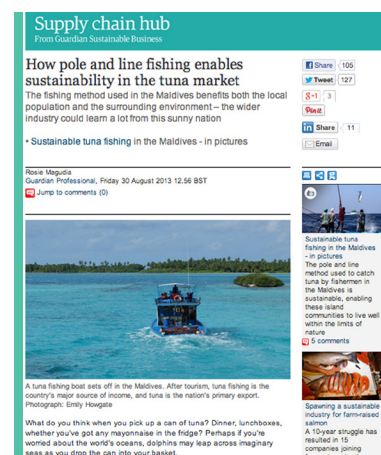 Supply chain hub
From Guardian Sustainable Business
How pole and line fishing enables
sustainability in the tuna market
The fishing method used in the Maldives benefits both the local
population and the surrounding environment – the wider
industry could learn a lot from this sunny nation
• Sustainable tuna fishing in the Maldives - in pictures
Rosie Magudia
Guardian Professional, Friday 30 August 2013 12.56 BST
Jump to comments (0)
A tuna fishing boat sets off in the Maldives. After tourism, tuna fishing is the
country's major source of income, and tuna is the nation's primary export.
Photograph: Emily Howgate
What do you think when you pick up a can of tuna? Dinner, lunchboxes,
whether you've got any mayonnaise in the fridge? Perhaps if you're
worried about the world's oceans, dolphins may leap across imaginary
seas as you drop the can into your basket.
Share 105
Tweet 127
+1 3
Pin it
in Share 11
Email
Sustainable tuna
fishing in the Maldives
- in pictures
The pole and line
method used to catch
tuna by fishermen in
the Maldives is
sustainable, enabling
these island
communities to live well
within the limits of
nature
5 comments
Spawning a sustainable
industry for farm-raised
salmon
A 10-year struggle has
resulted in 15
companies joining